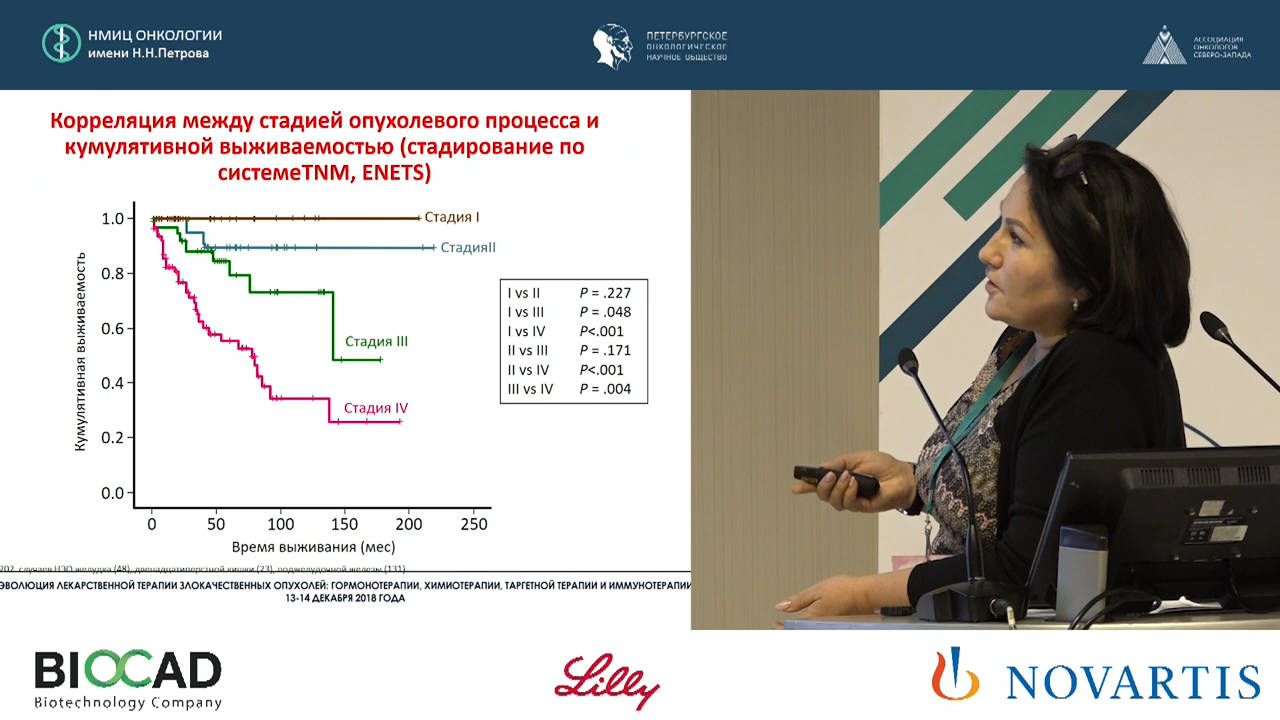 НМИЦ ОНКОЛОГИИ
имени Н.Н.Петрова
ПЕТЕРБУРГСКОЕ
ОНКОЛОГИЧЕСКОЕ
НАУЧНОЕ ОБЩЕСТВО
АССОЦИАЦИЯ
ОНКОЛОГОВ
СЕВЕРО-ЗАПАДА
Корреляция между стадией опухолевого процесса и
кумулятивной выживаемостью (стадирование по
системеTNM, ENETS)
Кумулятивная выживаемость
1.0
0.8
0.6
0.4
0.2
0.0
Стадия I
СтадияII
Стадия III
Стадия IV
I vs II P = .227
I vs III P = .048
I vs IV P<.001
II vs III P = .171
II vs IV P<.001
III vs IV P = .004
0 50 100 150 200 250
Время выживания (мес)
202 случаев НЭО желудка (48), двенадцатиперстной кишки (23), поджелудочной железы (131)
ЭВОЛЮЦИЯ ЛЕКАРСТВЕННОЙ ТЕРАПИИ ЗЛОКАЧЕСТВЕННЫХ ОПУХОЛЕЙ: ГОРМОНОТЕРАПИИ, ХИМИОТЕРАПИИ, ТАРГЕТНОЙ ТЕРАПИИ И ИММУНОТЕРАПИИ
13-14 ДЕКАБРЯ 2018 ГОДА
BIOCAD
Biotechnology Company
Lilly
NOVARTIS